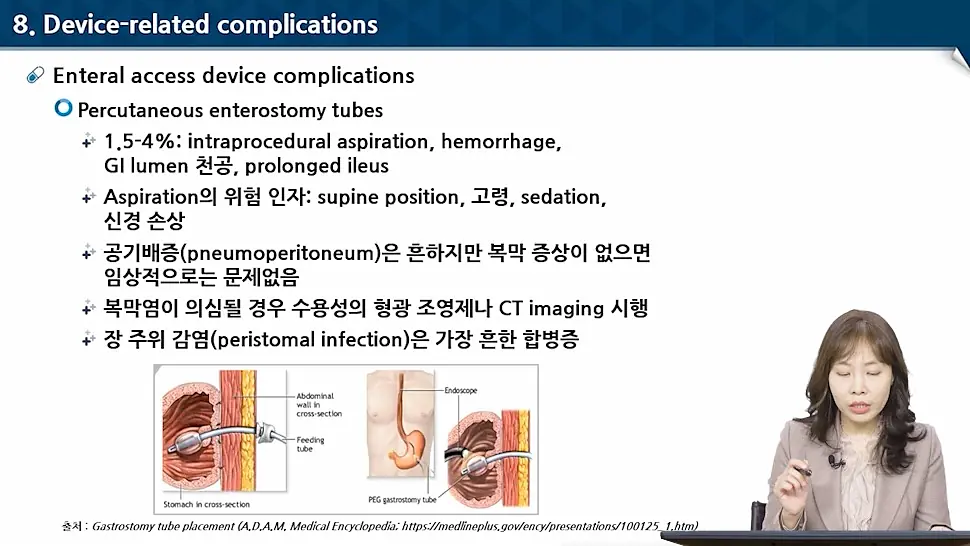 8. Device-related complications
Enteral access device complications
Percutaneous enterostomy tubes
1.5-4%: intraprocedural aspiration, hemorrhage,
GI lumen 천공, prolonged ileus
Aspiration의 위험 인자: supine position, 고령, sedation,
신경 손상
공기배증(pneumoperitoneum)은 흔하지만 복막 증상이 없으면
임상적으로는 문제없음
복막염이 의심될 경우 수용성의 형광 조영제나 CT imaging 시행
장 주위 감염(peristomal infection)은 가장 흔한 합병증
Abdominal
wall in
cross-section
Feeding
tube
Stomach in cross-section
Endoscope
PEG gastrostomy tube
출처 : Gastrostomy tube placement (A.D.A.M. Medical Encyclopedia; https://medlineplus.gov/ency/presentations/100125_1.htm)